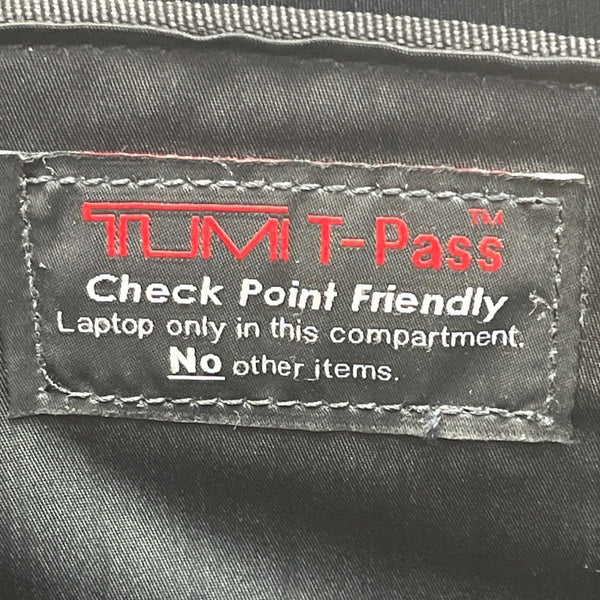 TUMI T-Pass™
Check Point Friendly
Laptop only in this compartment.
No other items.